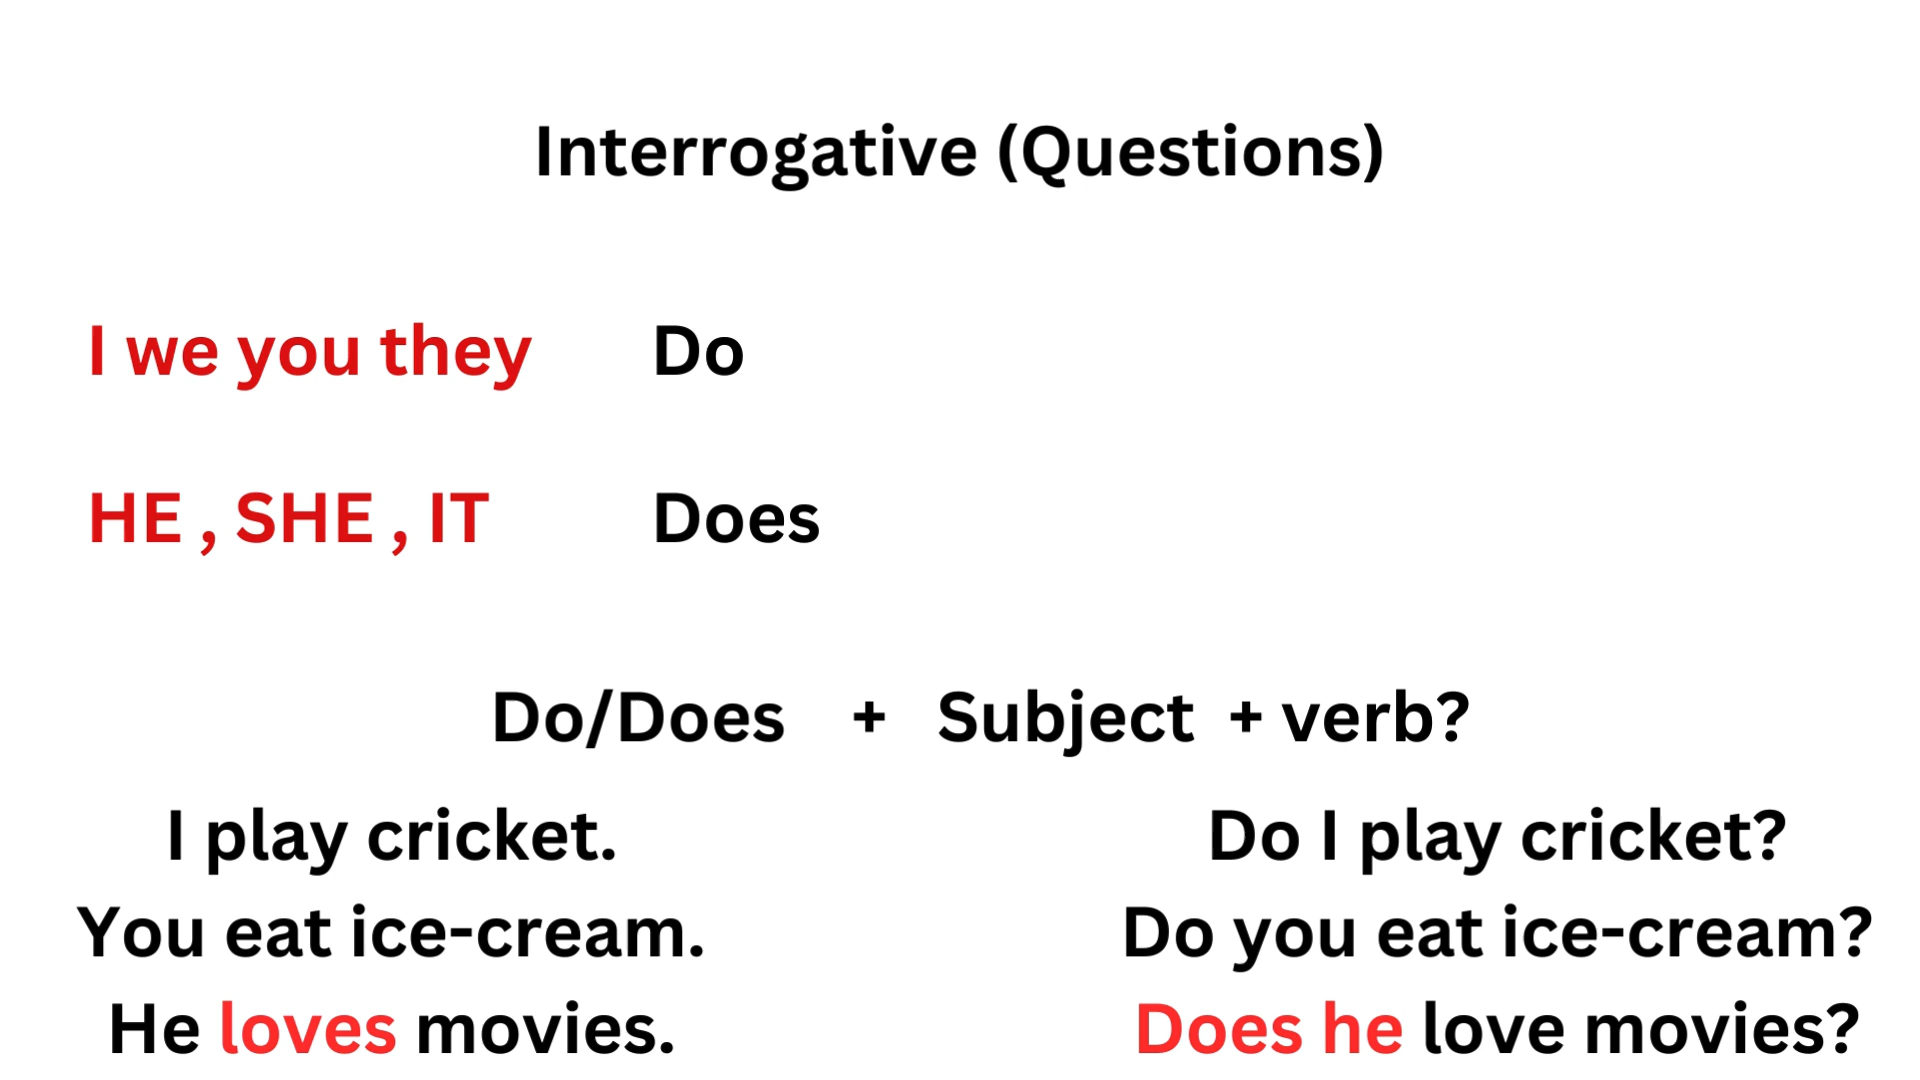 Interrogative (Questions)
I we you they Do
HE , SHE , IT Does
Do/Does + Subject + verb?
I play cricket. Do I play cricket?
You eat ice-cream. Do you eat ice-cream?
He loves movies. Does he love movies?